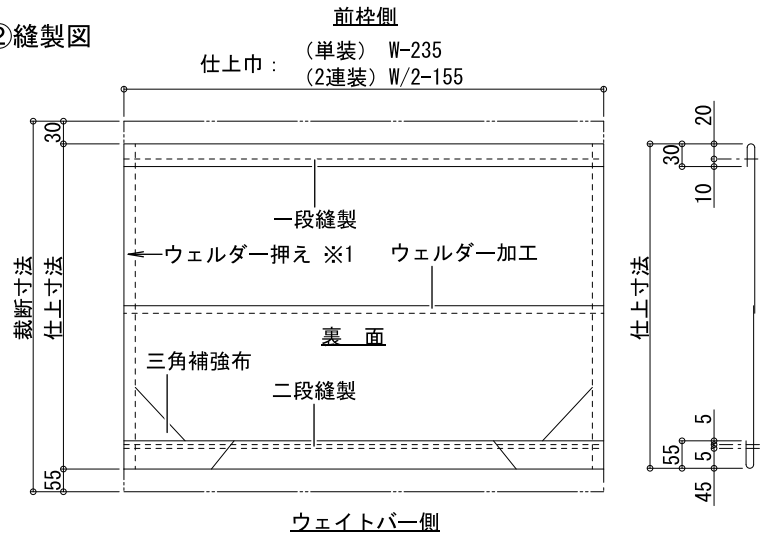 ②縫製図
前枠側
仕上巾：
(単装) W-235
(2連装) W/2-155
30
裁断寸法
仕上寸法
一段縫製
ウェルダー押え ※1
ウェルダー加工
裏 面
三角補強布
二段縫製
55
ウェイトバー側
20
30
10
仕上寸法
5
55
5
45